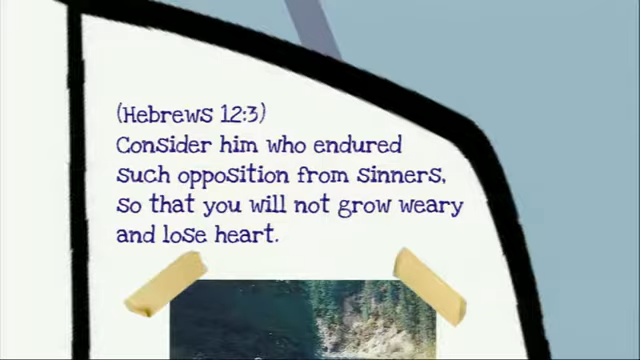 (Hebrews 12:3)
Consider him who endured
such opposition from sinners,
so that you will not grow weary
and lose heart.